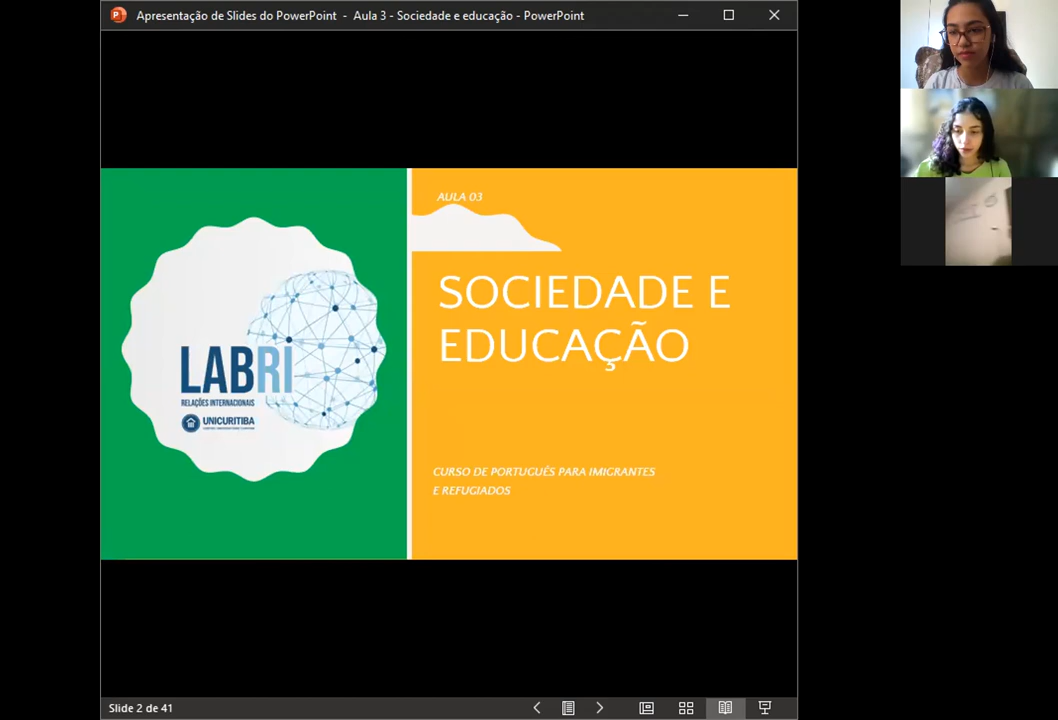 Apresentação de Slides do PowerPoint - Aula 3 - Sociedade e educação - PowerPoint
AULA 03
SOCIEDADE E
EDUCAÇÃO
LABRI
RELAÇÕES INTERNACIONAIS
UNICURITIBA
CURSO DE PORTUGUÊS PARA IMIGRANTES
E REFUGIADOS
Slide 2 de 41